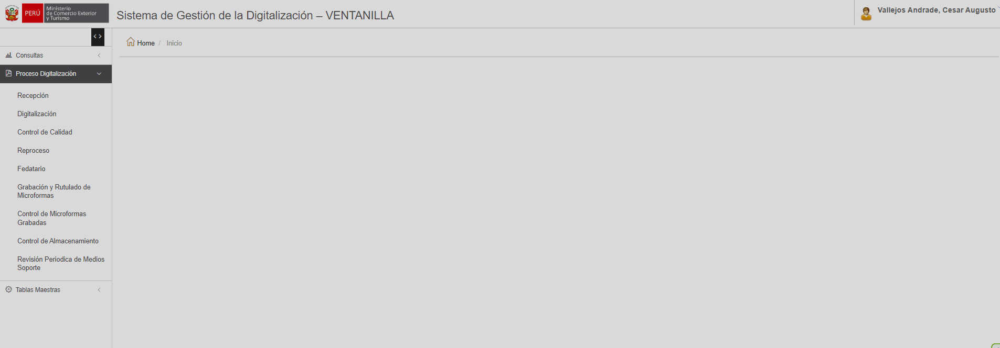 PERÚ
Ministerio
de Comercio Exterior
y Turismo
Sistema de Gestión de la Digitalización – VENTANILLA
Vallejos Andrade, Cesar Augusto
Home / Inicio
Consultas
Proceso Digitalización
Recepción
Digitalización
Control de Calidad
Reproceso
Fedatario
Grabación y Rutulado de
Microformas
Control de Microformas
Grabadas
Control de Almacenamiento
Revisión Periodica de Medios
Soporte
Tablas Maestras